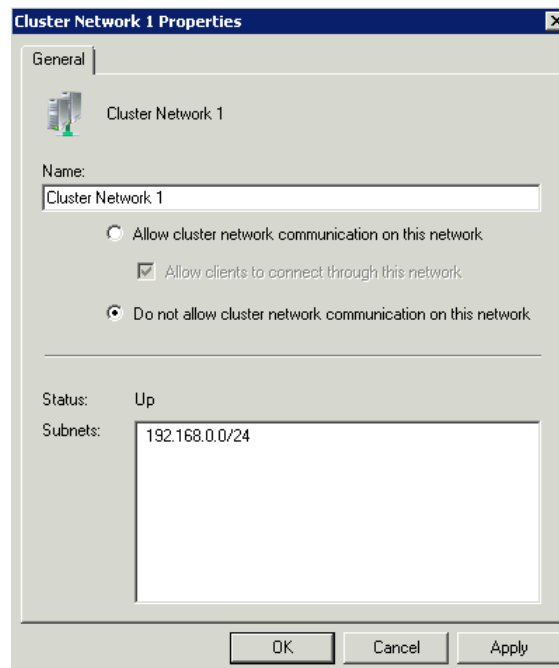 Cluster Network 1 Properties
General
Cluster Network 1
Name:
Cluster Network 1
Allow cluster network communication on this network
Allow clients to connect through this network
Do not allow cluster network communication on this network
Status: Up
Subnets: 192.168.0.0/24
OK Cancel Apply